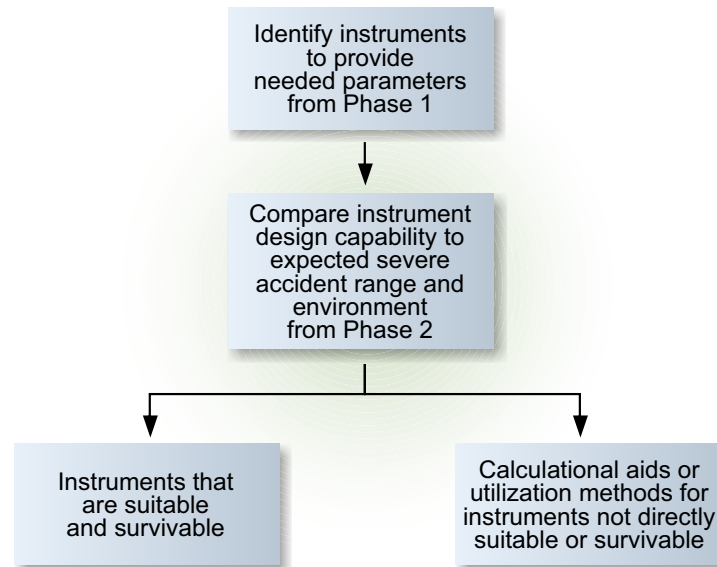 Identify instruments
to provide
needed parameters
from Phase 1
Compare instrument
design capability to
expected severe
accident range and
environment
from Phase 2
Instruments that
are suitable
and survivable
Calculational aids or
utilization methods for
instruments not directly
suitable or survivable